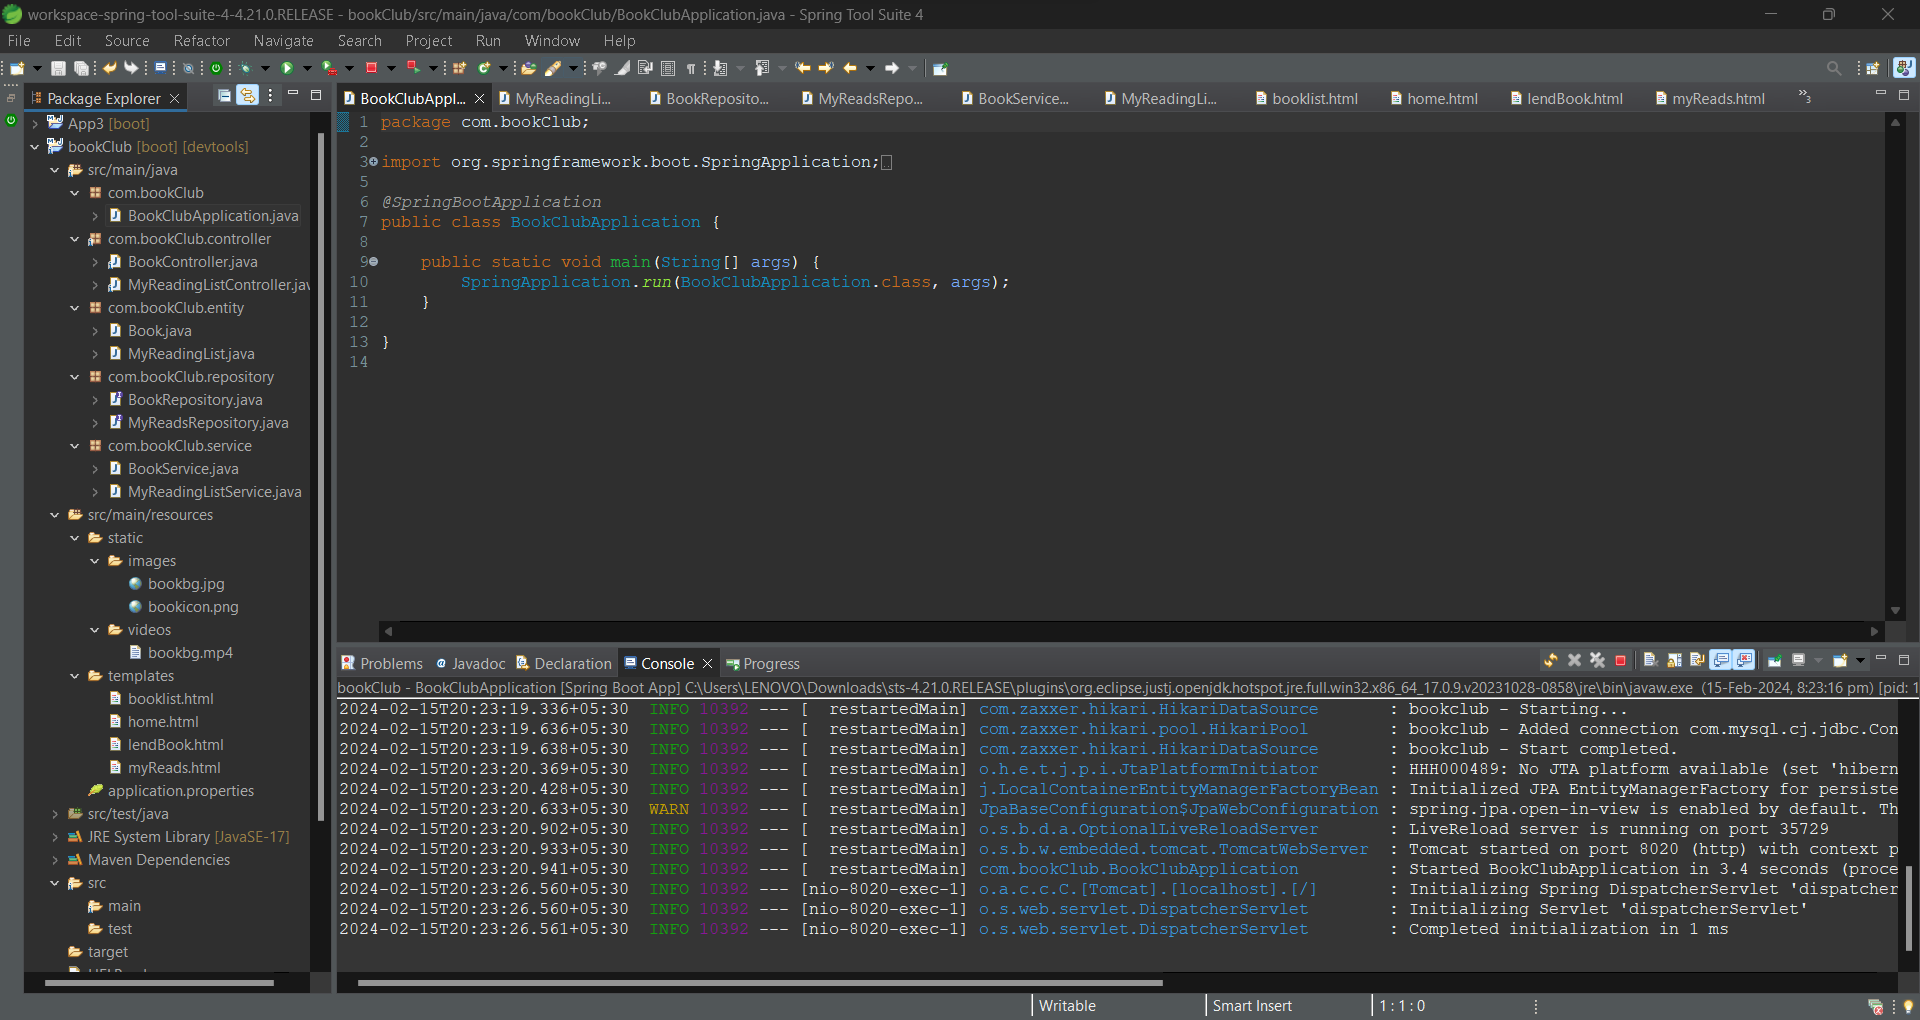 workspace-spring-tool-suite-4-4.21.0.RELEASE - bookClub/src/main/java/com/bookClub/BookClubApplication.java - Spring Tool Suite 4
File Edit Source Refactor Navigate Search Project Run Window Help
Package Explorer
App3 [boot]
bookClub [boot] [devtools]
src/main/java
com.bookClub
BookClubApplication.java
com.bookClub.controller
BookController.java
MyReadingListController.jav
com.bookClub.entity
Book.java
MyReadingList.java
com.bookClub.repository
BookRepository.java
MyReadsRepository.java
com.bookClub.service
BookService.java
MyReadingListService.java
src/main/resources
static
images
bookbg.jpg
bookicon.png
videos
bookbg.mp4
templates
booklist.html
home.html
lendBook.html
myReads.html
application.properties
src/test/java
JRE System Library [JavaSE-17]
Maven Dependencies
src
main
test
target
BookClubAppl... MyReadingLi... BookReposito... MyReadsRepo... BookService... MyReadingLi... booklist.html home.html lendBook.html myReads.html »3
1 package com.bookClub;
2
3 import org.springframework.boot.SpringApplication;
5
6 @SpringBootApplication
7 public class BookClubApplication {
8
9 public static void main(String[] args) {
10 SpringApplication.run(BookClubApplication.class, args);
11 }
12
13 }
14
Problems Javadoc Declaration Console Progress
bookClub - BookClubApplication [Spring Boot App] C:\Users\LENOVO\Downloads\sts-4.21.0.RELEASE\plugins\org.eclipse.justj.openjdk.hotspot.jre.full.win32.x86_64_17.0.9.v20231028-0858\jre\bin\javaw.exe (15-Feb-2024, 8:23:16 pm) [pid: 1
2024-02-15T20:23:19.336+05:30 INFO 10392 --- [ restartedMain] com.zaxxer.hikari.HikariDataSource : bookclub - Starting...
2024-02-15T20:23:19.636+05:30 INFO 10392 --- [ restartedMain] com.zaxxer.hikari.pool.HikariPool : bookclub - Added connection com.mysql.cj.jdbc.Con
2024-02-15T20:23:19.638+05:30 INFO 10392 --- [ restartedMain] com.zaxxer.hikari.HikariDataSource : bookclub - Start completed.
2024-02-15T20:23:20.369+05:30 INFO 10392 --- [ restartedMain] o.h.e.t.j.p.i.JtaPlatformInitiator : HHH000489: No JTA platform available (set 'hibern
2024-02-15T20:23:20.428+05:30 INFO 10392 --- [ restartedMain] j.LocalContainerEntityManagerFactoryBean : Initialized JPA EntityManagerFactory for persiste
2024-02-15T20:23:20.633+05:30 WARN 10392 --- [ restartedMain] JpaBaseConfiguration$JpaWebConfiguration : spring.jpa.open-in-view is enabled by default. Th
2024-02-15T20:23:20.902+05:30 INFO 10392 --- [ restartedMain] o.s.b.d.a.OptionalLiveReloadServer : LiveReload server is running on port 35729
2024-02-15T20:23:20.933+05:30 INFO 10392 --- [ restartedMain] o.s.b.w.embedded.tomcat.TomcatWebServer : Tomcat started on port 8020 (http) with context p
2024-02-15T20:23:20.941+05:30 INFO 10392 --- [ restartedMain] com.bookClub.BookClubApplication : Started BookClubApplication in 3.4 seconds (proce
2024-02-15T20:23:26.560+05:30 INFO 10392 --- [nio-8020-exec-1] o.a.c.c.C.[Tomcat].[localhost].[/] : Initializing Spring DispatcherServlet 'dispatcher
2024-02-15T20:23:26.560+05:30 INFO 10392 --- [nio-8020-exec-1] o.s.web.servlet.DispatcherServlet : Initializing Servlet 'dispatcherServlet'
2024-02-15T20:23:26.561+05:30 INFO 10392 --- [nio-8020-exec-1] o.s.web.servlet.DispatcherServlet : Completed initialization in 1 ms
Writable Smart Insert 1 : 1 : 0